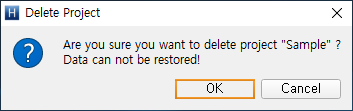 H Delete Project
Are you sure you want to delete project "Sample" ?
Data can not be restored!
OK
Cancel